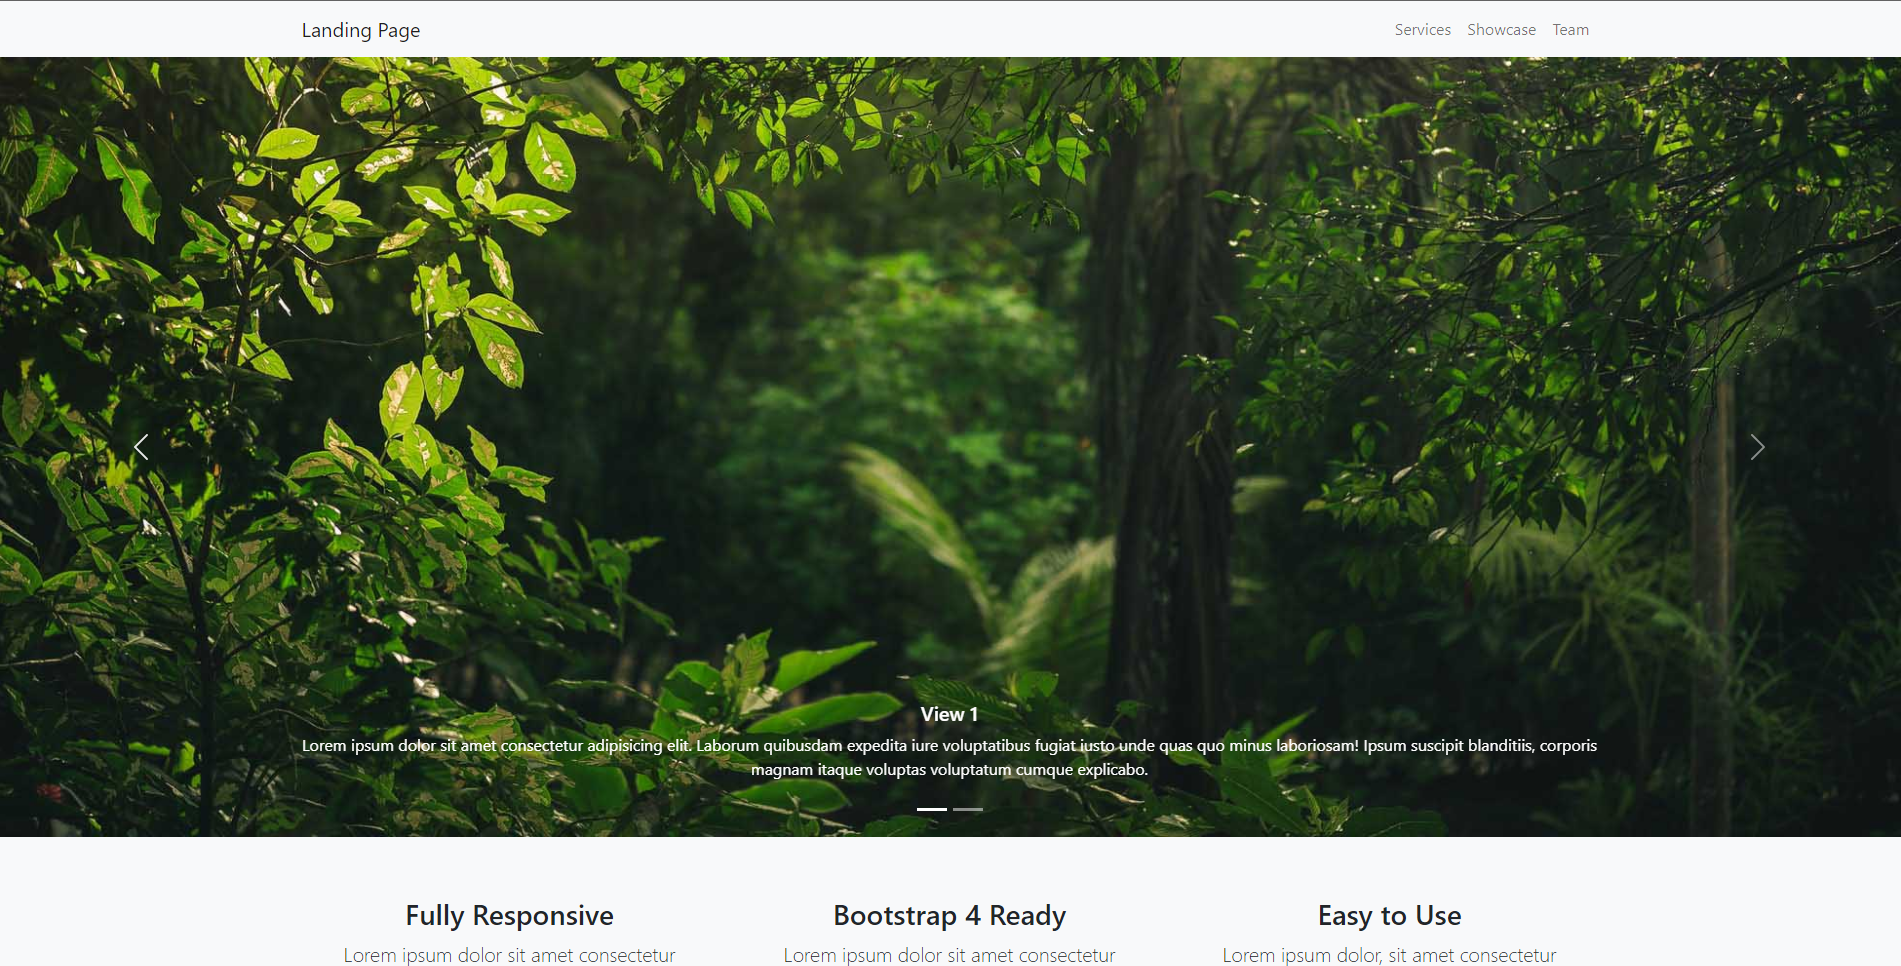 Landing Page
Services Showcase Team
View 1
Lorem ipsum dolor sit amet consectetur adipisicing elit. Laborum quibusdam expedita iure voluptatibus fugiat iusto unde quas quo minus laboriosam! Ipsum suscipit blanditiis, corporis
magnam itaque voluptas voluptatum cumque explicabo.
Fully Responsive
Lorem ipsum dolor sit amet consectetur
Bootstrap 4 Ready
Lorem ipsum dolor sit amet consectetur
Easy to Use
Lorem ipsum dolor, sit amet consectetur